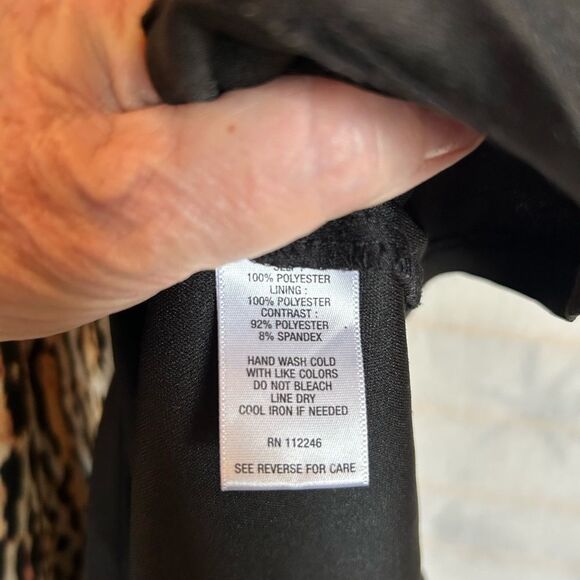 SELF :
100% POLYESTER
LINING :
100% POLYESTER
CONTRAST :
92% POLYESTER
8% SPANDEX
HAND WASH COLD
WITH LIKE COLORS
DO NOT BLEACH
LINE DRY
COOL IRON IF NEEDED
RN 112246
SEE REVERSE FOR CARE